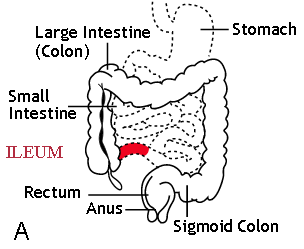 Large Intestine
(Colon)
Stomach
Small
Intestine
ILEUM
Rectum
Anus
Sigmoid Colon
A